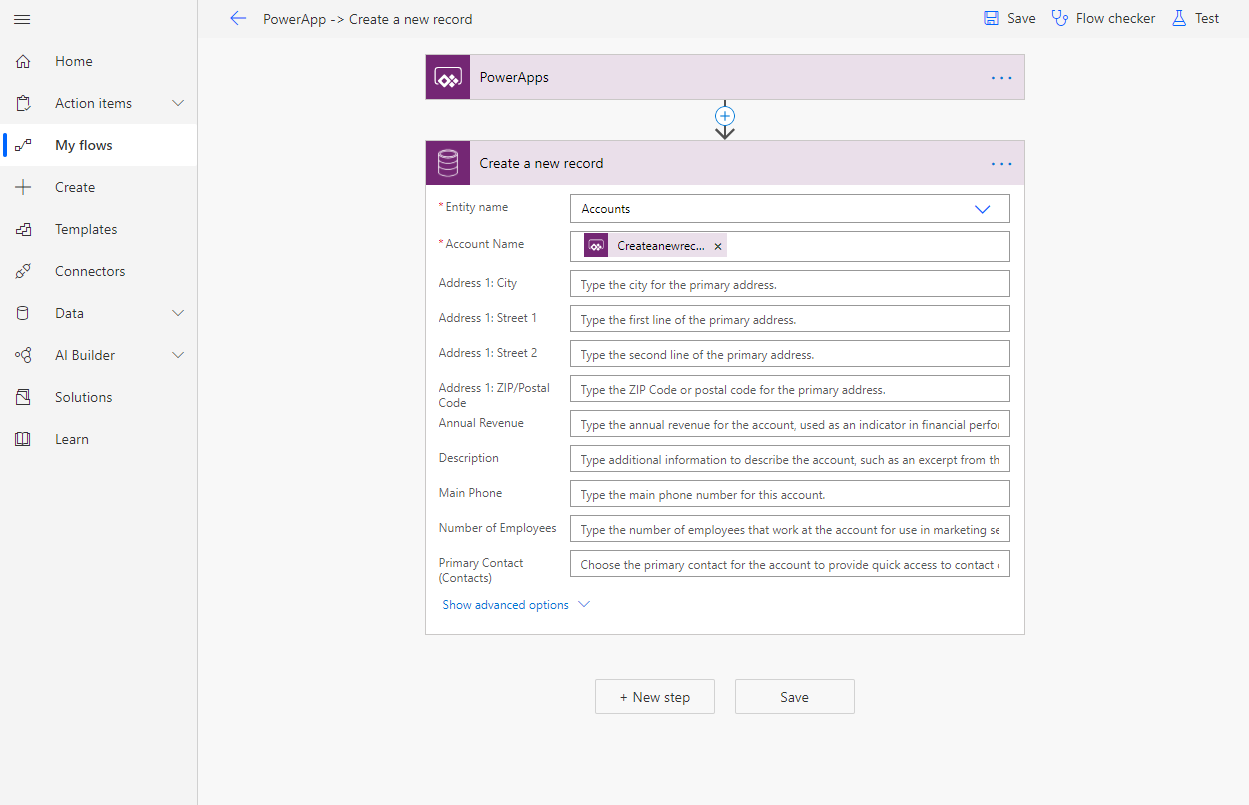 PowerApp -> Create a new record
Save
Flow checker
Test
Home
Action items
My flows
Create
Templates
Connectors
Data
AI Builder
Solutions
Learn
PowerApps
Create a new record
* Entity name
Accounts
* Account Name
Createanewrec...
Address 1: City
Type the city for the primary address.
Address 1: Street 1
Type the first line of the primary address.
Address 1: Street 2
Type the second line of the primary address.
Address 1: ZIP/Postal
Code
Type the ZIP Code or postal code for the primary address.
Annual Revenue
Type the annual revenue for the account, used as an indicator in financial perfor
Description
Type additional information to describe the account, such as an excerpt from th
Main Phone
Type the main phone number for this account.
Number of Employees
Type the number of employees that work at the account for use in marketing se
Primary Contact
(Contacts)
Choose the primary contact for the account to provide quick access to contact
Show advanced options
+ New step
Save